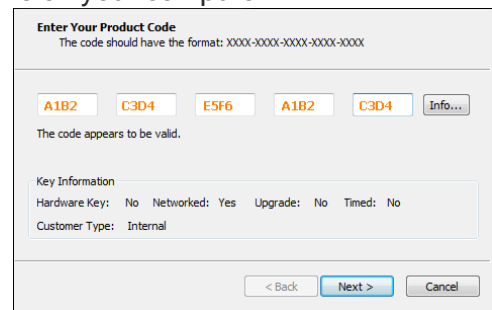 Enter Your Product Code
The code should have the format: XXXX-XXXX-XXXX-XXXX-XXXX
A1B2 C3D4 E5F6 A1B2 C3D4 Info...
The code appears to be valid.
Key Information
Hardware Key: No Networked: Yes Upgrade: No Timed: No
Customer Type: Internal
< Back Next > Cancel